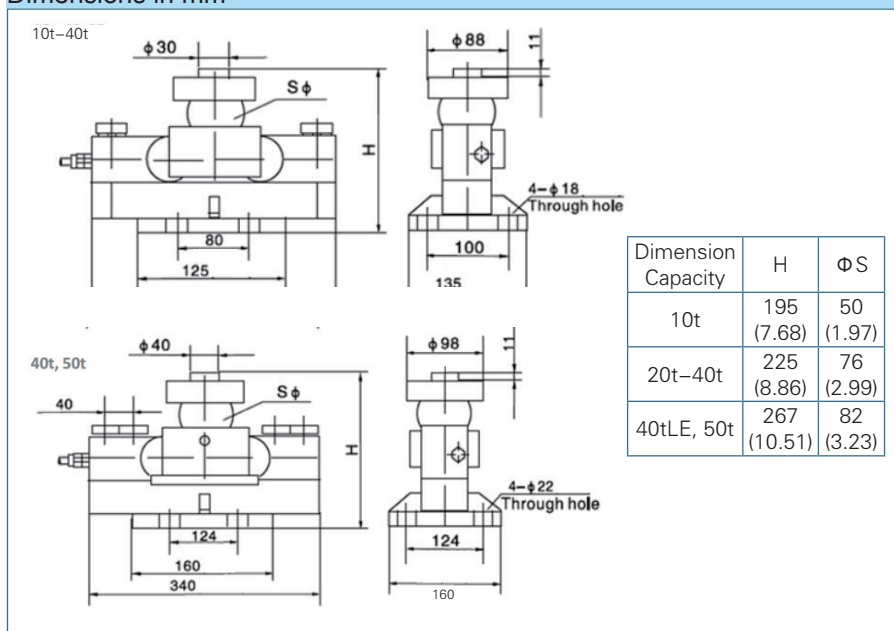 Dimensions in mm
10t–40t
ϕ30
Sϕ
H
80
125
ϕ88
11
4-ϕ18
Through hole
100
135
40t, 50t
ϕ40
40
Sϕ
H
124
160
340
ϕ98
11
4-ϕ22
Through hole
124
160
Dimension Capacity H ΦS
10t 195 (7.68) 50 (1.97)
20t–40t 225 (8.86) 76 (2.99)
40tLE, 50t 267 (10.51) 82 (3.23)